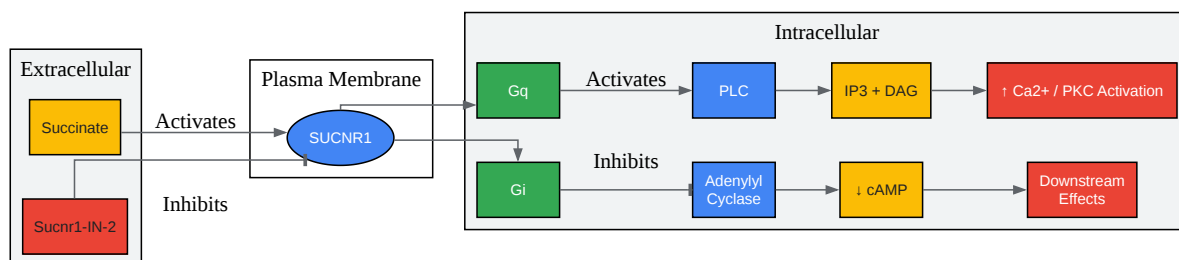 Extracellular
Succinate
Sucnr1-IN-2
Activates
Inhibits
Plasma Membrane
SUCNR1
Intracellular
Gq
Activates
PLC
IP3 + DAG
↑ Ca2+ / PKC Activation
Gi
Inhibits
Adenylyl
Cyclase
↓ cAMP
Downstream
Effects